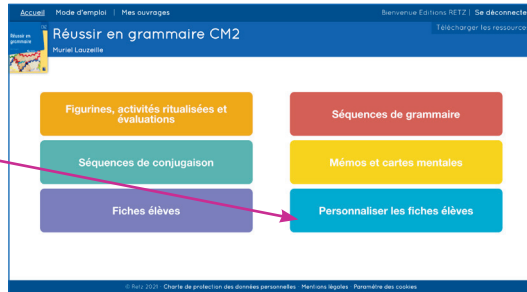 Accueil Mode d'emploi | Mes ouvrages Bienvenue Editions RETZ | Se déconnecte
Télécharger les ressource
Réussir en grammaire CM2
Muriel Lauzeille
Figurines, activités ritualisées et
évaluations
Séquences de grammaire
Séquences de conjugaison
Mémos et cartes mentales
Fiches élèves
Personnaliser les fiches élèves
© Retz 2021 Charte de protection des données personnelles Mentions légales Paramètre des cookies